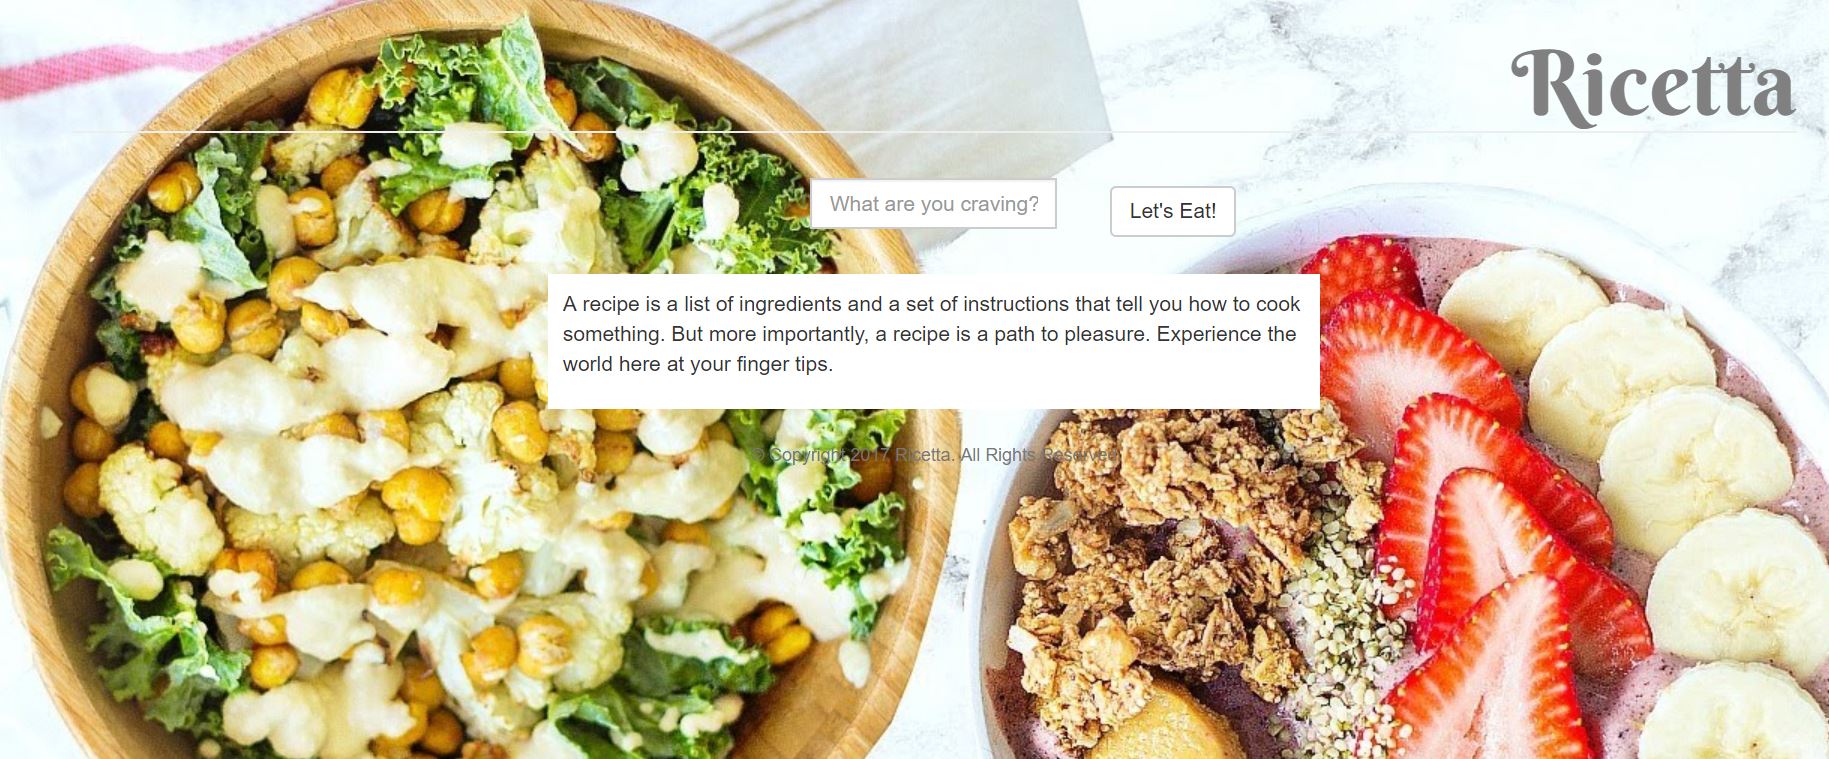 Ricetta
What are you craving?
Let's Eat!
A recipe is a list of ingredients and a set of instructions that tell you how to cook
something. But more importantly, a recipe is a path to pleasure. Experience the
world here at your finger tips.
© Copyright 2017 Ricetta. All Rights Reserved.